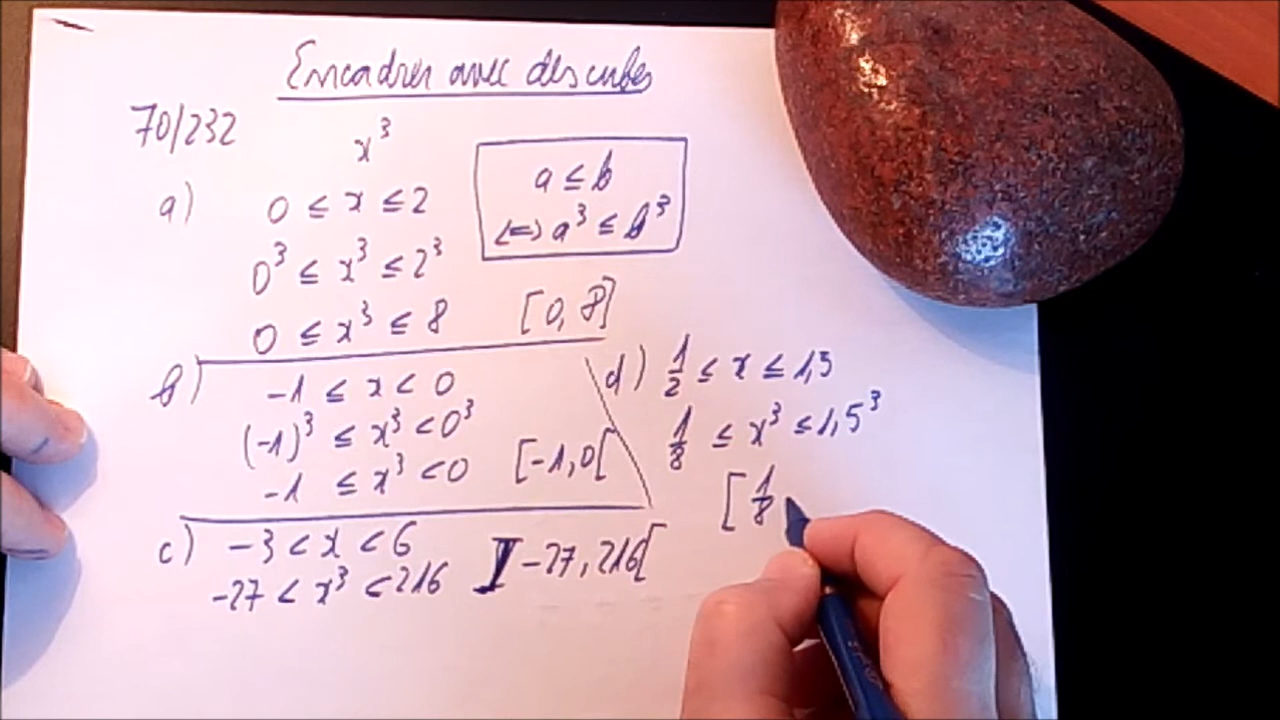 Encadrer avec des cubes
70/232
x³
a) 0 ≤ x ≤ 2
0³ ≤ x³ ≤ 2³
0 ≤ x³ ≤ 8 [0, 8]
a ≤ b
⇔ a³ ≤ b³
b) -1 ≤ x < 0
(-1)³ ≤ x³ < 0³
-1 ≤ x³ < 0 [-1, 0[
c) -3 < x < 6
-27 < x³ < 216 ]-27, 216[
d) 1/2 ≤ x ≤ 1,5
1/8 ≤ x³ ≤ 1,5³
[1/8